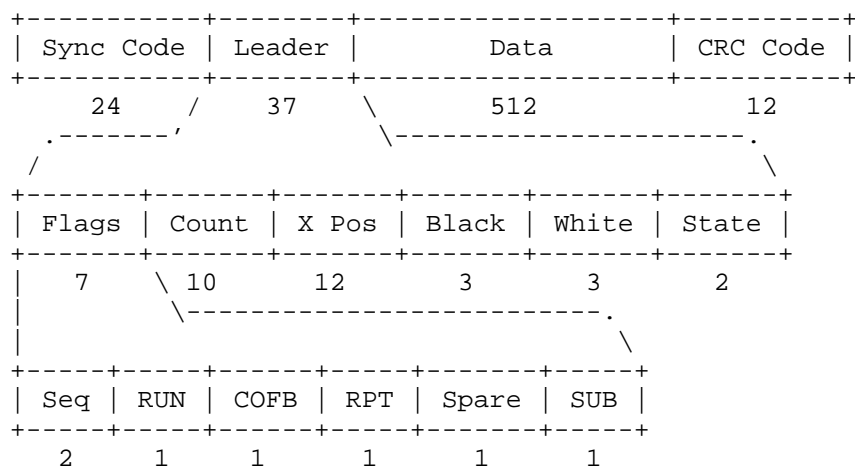 Sync Code Leader Data CRC Code
24 37 512 12
Flags Count X Pos Black White State
7 10 12 3 3 2
Seq RUN COFB RPT Spare SUB
2 1 1 1 1 1